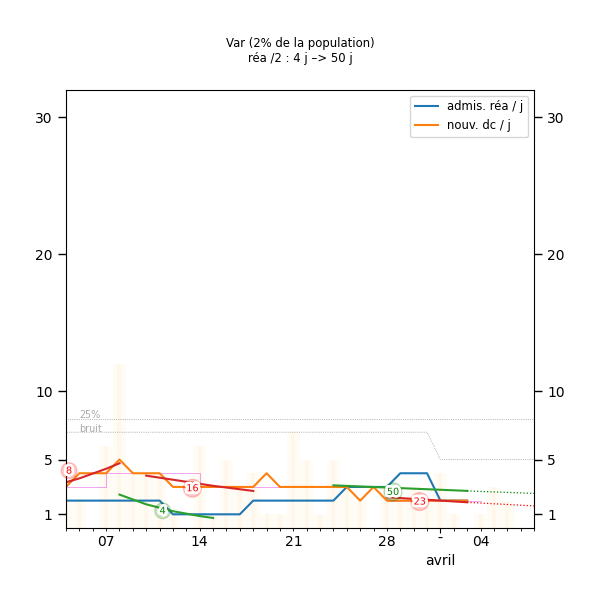 Var (2% de la population)
réa /2 : 4 j –> 50 j
admis. réa / j
nouv. dc / j
30 30
20 20
10 10
25%
bruit
5 5
8
16
4
50
23
1 1
07 14 21 28 - 04
avril